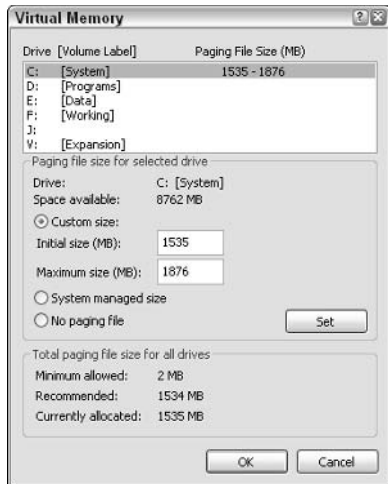 Virtual Memory
Drive [Volume Label] Paging File Size (MB)
C: [System] 1535 - 1876
D: [Programs]
E: [Data]
F: [Working]
J:
V: [Expansion]
Paging file size for selected drive
Drive: C: [System]
Space available: 8762 MB
Custom size:
Initial size (MB): 1535
Maximum size (MB): 1876
System managed size
No paging file Set
Total paging file size for all drives
Minimum allowed: 2 MB
Recommended: 1534 MB
Currently allocated: 1535 MB
OK Cancel